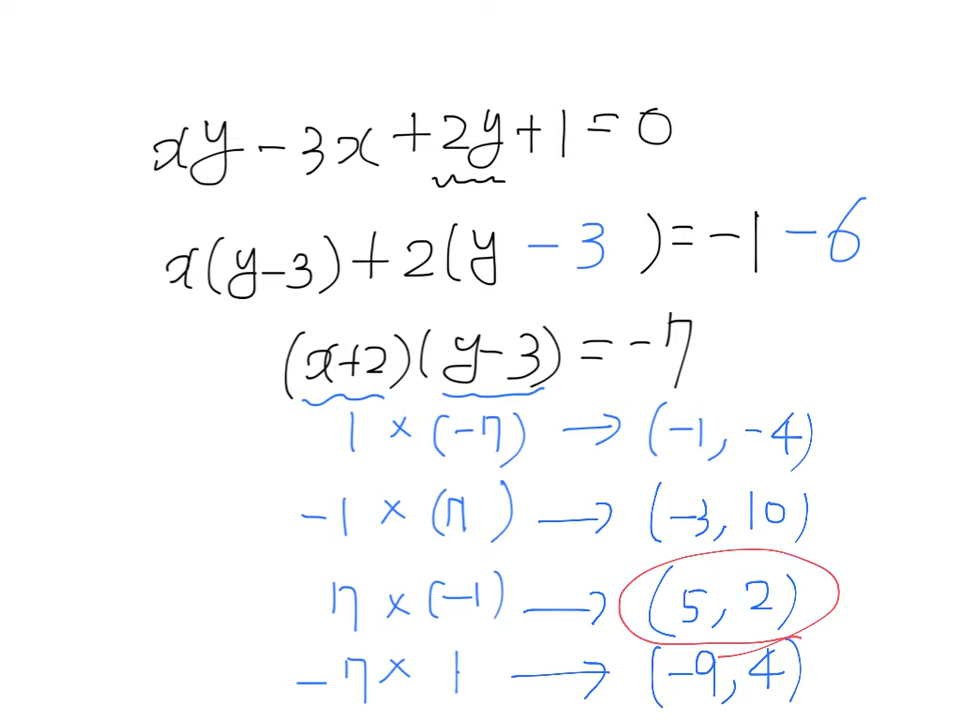 xy-3x+2y+1=0
x(y-3)+2(y-3)=-1-6
(x+2)(y-3)=-7
1×(-7)→(-1,-4)
-1×(7)→(-3,10)
7×(-1)→(5,2)
-7×1→(-9,4)